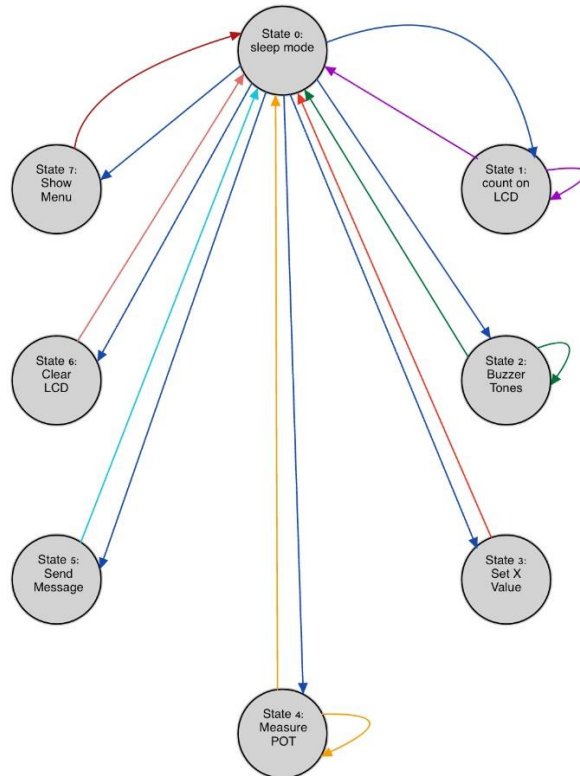 State 0:
sleep mode
State 7:
Show
Menu
State 1:
count on
LCD
State 6:
Clear
LCD
State 2:
Buzzer
Tones
State 5:
Send
Message
State 3:
Set X
Value
State 4:
Measure
POT